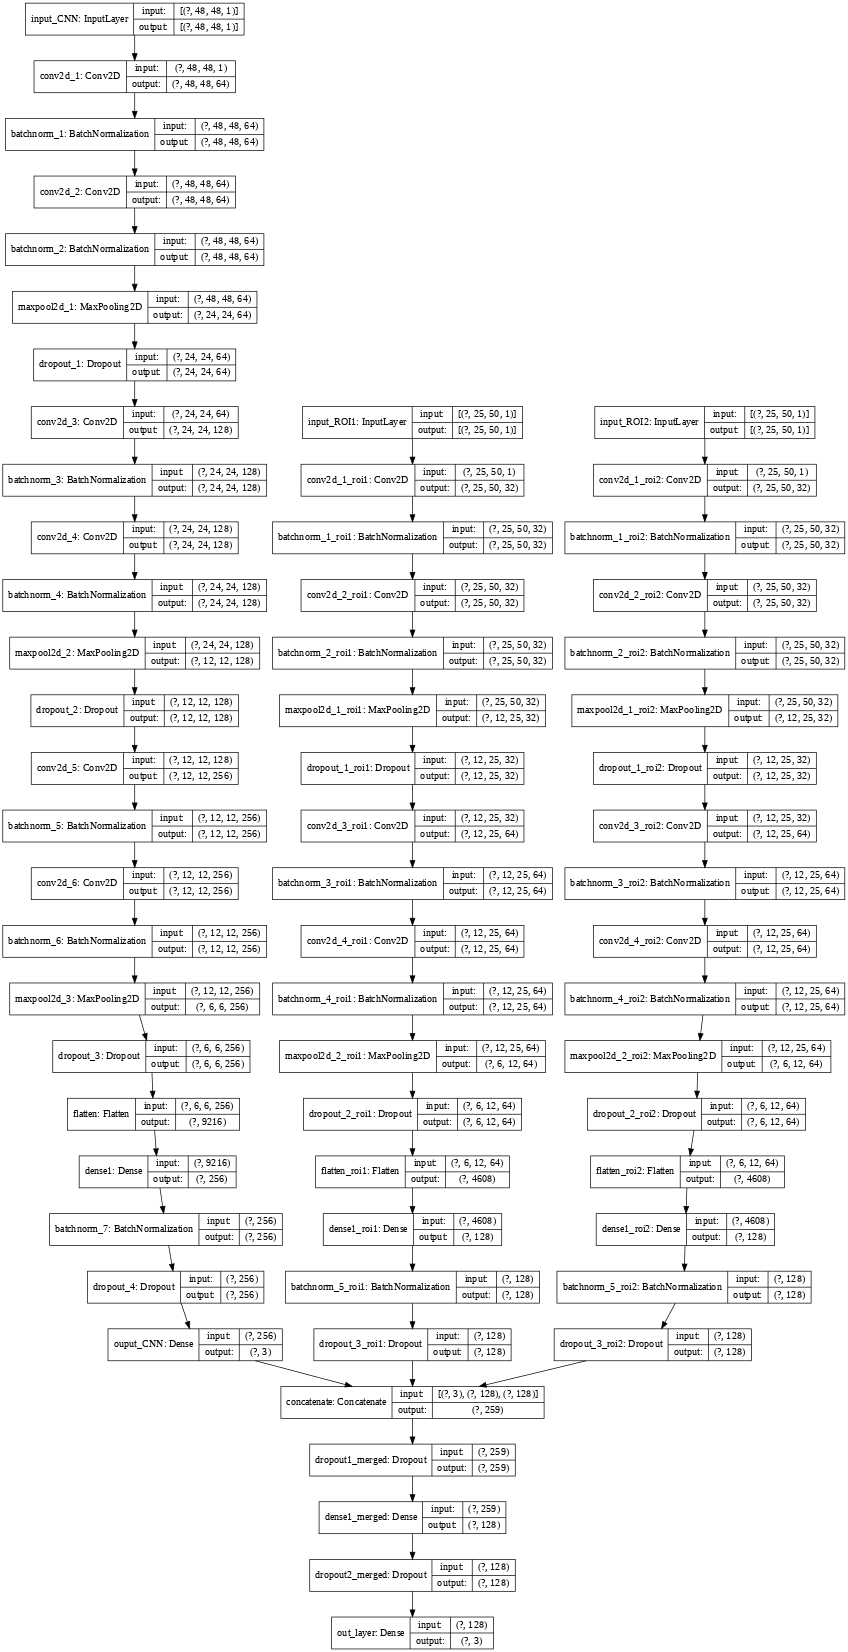 input_CNN: InputLayer
input: [(?, 48, 48, 1)]
output: [(?, 48, 48, 1)]
conv2d_1: Conv2D
input: (?, 48, 48, 1)
output: (?, 48, 48, 64)
batchnorm_1: BatchNormalization
input: (?, 48, 48, 64)
output: (?, 48, 48, 64)
conv2d_2: Conv2D
input: (?, 48, 48, 64)
output: (?, 48, 48, 64)
batchnorm_2: BatchNormalization
input: (?, 48, 48, 64)
output: (?, 48, 48, 64)
maxpool2d_1: MaxPooling2D
input: (?, 48, 48, 64)
output: (?, 24, 24, 64)
dropout_1: Dropout
input: (?, 24, 24, 64)
output: (?, 24, 24, 64)
conv2d_3: Conv2D
input: (?, 24, 24, 64)
output: (?, 24, 24, 128)
batchnorm_3: BatchNormalization
input: (?, 24, 24, 128)
output: (?, 24, 24, 128)
conv2d_4: Conv2D
input: (?, 24, 24, 128)
output: (?, 24, 24, 128)
batchnorm_4: BatchNormalization
input: (?, 24, 24, 128)
output: (?, 24, 24, 128)
maxpool2d_2: MaxPooling2D
input: (?, 24, 24, 128)
output: (?, 12, 12, 128)
dropout_2: Dropout
input: (?, 12, 12, 128)
output: (?, 12, 12, 128)
conv2d_5: Conv2D
input: (?, 12, 12, 128)
output: (?, 12, 12, 256)
batchnorm_5: BatchNormalization
input: (?, 12, 12, 256)
output: (?, 12, 12, 256)
conv2d_6: Conv2D
input: (?, 12, 12, 256)
output: (?, 12, 12, 256)
batchnorm_6: BatchNormalization
input: (?, 12, 12, 256)
output: (?, 12, 12, 256)
maxpool2d_3: MaxPooling2D
input: (?, 12, 12, 256)
output: (?, 6, 6, 256)
dropout_3: Dropout
input: (?, 6, 6, 256)
output: (?, 6, 6, 256)
flatten: Flatten
input: (?, 6, 6, 256)
output: (?, 9216)
dense1: Dense
input: (?, 9216)
output: (?, 256)
batchnorm_7: BatchNormalization
input: (?, 256)
output: (?, 256)
dropout_4: Dropout
input: (?, 256)
output: (?, 256)
ouput_CNN: Dense
input: (?, 256)
output: (?, 3)
input_ROI1: InputLayer
input: [(?, 25, 50, 1)]
output: [(?, 25, 50, 1)]
conv2d_1_roi1: Conv2D
input: (?, 25, 50, 1)
output: (?, 25, 50, 32)
batchnorm_1_roi1: BatchNormalization
input: (?, 25, 50, 32)
output: (?, 25, 50, 32)
conv2d_2_roi1: Conv2D
input: (?, 25, 50, 32)
output: (?, 25, 50, 32)
batchnorm_2_roi1: BatchNormalization
input: (?, 25, 50, 32)
output: (?, 25, 50, 32)
maxpool2d_1_roi1: MaxPooling2D
input: (?, 25, 50, 32)
output: (?, 12, 25, 32)
dropout_1_roi1: Dropout
input: (?, 12, 25, 32)
output: (?, 12, 25, 32)
conv2d_3_roi1: Conv2D
input: (?, 12, 25, 32)
output: (?, 12, 25, 64)
batchnorm_3_roi1: BatchNormalization
input: (?, 12, 25, 64)
output: (?, 12, 25, 64)
conv2d_4_roi1: Conv2D
input: (?, 12, 25, 64)
output: (?, 12, 25, 64)
batchnorm_4_roi1: BatchNormalization
input: (?, 12, 25, 64)
output: (?, 12, 25, 64)
maxpool2d_2_roi1: MaxPooling2D
input: (?, 12, 25, 64)
output: (?, 6, 12, 64)
dropout_2_roi1: Dropout
input: (?, 6, 12, 64)
output: (?, 6, 12, 64)
flatten_roi1: Flatten
input: (?, 6, 12, 64)
output: (?, 4608)
dense1_roi1: Dense
input: (?, 4608)
output: (?, 128)
batchnorm_5_roi1: BatchNormalization
input: (?, 128)
output: (?, 128)
dropout_3_roi1: Dropout
input: (?, 128)
output: (?, 128)
input_ROI2: InputLayer
input: [(?, 25, 50, 1)]
output: [(?, 25, 50, 1)]
conv2d_1_roi2: Conv2D
input: (?, 25, 50, 1)
output: (?, 25, 50, 32)
batchnorm_1_roi2: BatchNormalization
input: (?, 25, 50, 32)
output: (?, 25, 50, 32)
conv2d_2_roi2: Conv2D
input: (?, 25, 50, 32)
output: (?, 25, 50, 32)
batchnorm_2_roi2: BatchNormalization
input: (?, 25, 50, 32)
output: (?, 25, 50, 32)
maxpool2d_1_roi2: MaxPooling2D
input: (?, 25, 50, 32)
output: (?, 12, 25, 32)
dropout_1_roi2: Dropout
input: (?, 12, 25, 32)
output: (?, 12, 25, 32)
conv2d_3_roi2: Conv2D
input: (?, 12, 25, 32)
output: (?, 12, 25, 64)
batchnorm_3_roi2: BatchNormalization
input: (?, 12, 25, 64)
output: (?, 12, 25, 64)
conv2d_4_roi2: Conv2D
input: (?, 12, 25, 64)
output: (?, 12, 25, 64)
batchnorm_4_roi2: BatchNormalization
input: (?, 12, 25, 64)
output: (?, 12, 25, 64)
maxpool2d_2_roi2: MaxPooling2D
input: (?, 12, 25, 64)
output: (?, 6, 12, 64)
dropout_2_roi2: Dropout
input: (?, 6, 12, 64)
output: (?, 6, 12, 64)
flatten_roi2: Flatten
input: (?, 6, 12, 64)
output: (?, 4608)
dense1_roi2: Dense
input: (?, 4608)
output: (?, 128)
batchnorm_5_roi2: BatchNormalization
input: (?, 128)
output: (?, 128)
dropout_3_roi2: Dropout
input: (?, 128)
output: (?, 128)
concatenate: Concatenate
input: [(?, 3), (?, 128), (?, 128)]
output: (?, 259)
dropout1_merged: Dropout
input: (?, 259)
output: (?, 259)
dense1_merged: Dense
input: (?, 259)
output: (?, 128)
dropout2_merged: Dropout
input: (?, 128)
output: (?, 128)
out_layer: Dense
input: (?, 128)
output: (?, 3)